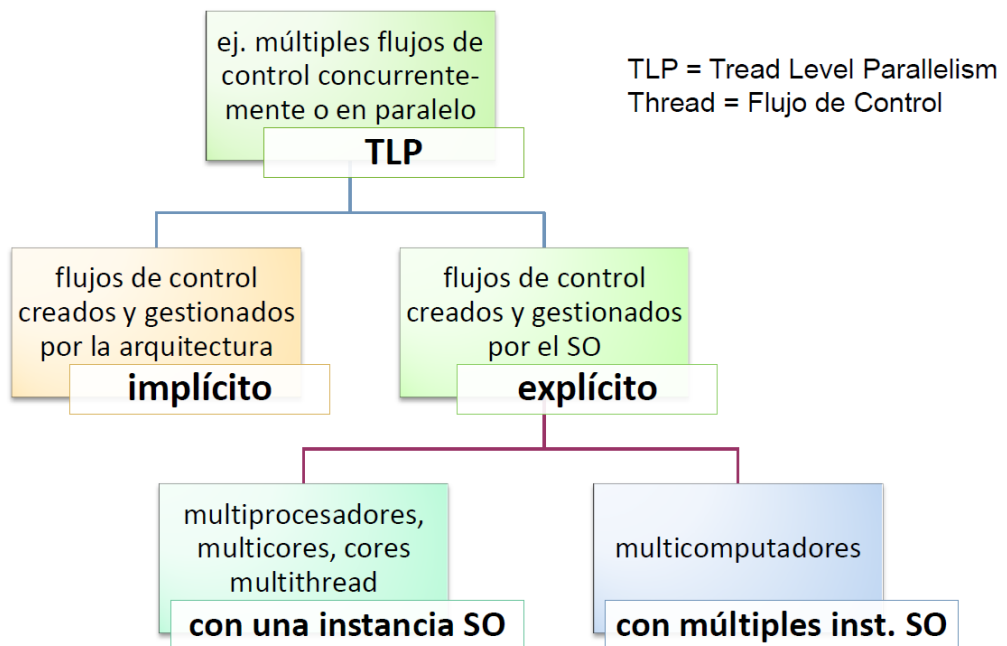 ej. múltiples flujos de
control concurrente-
mente o en paralelo
TLP
TLP = Tread Level Parallelism
Thread = Flujo de Control
flujos de control
creados y gestionados
por la arquitectura
implícito
flujos de control
creados y gestionados
por el SO
explícito
multiprocesadores,
multicores, cores
multithread
con una instancia SO
multicomputadores
con múltiples inst. SO